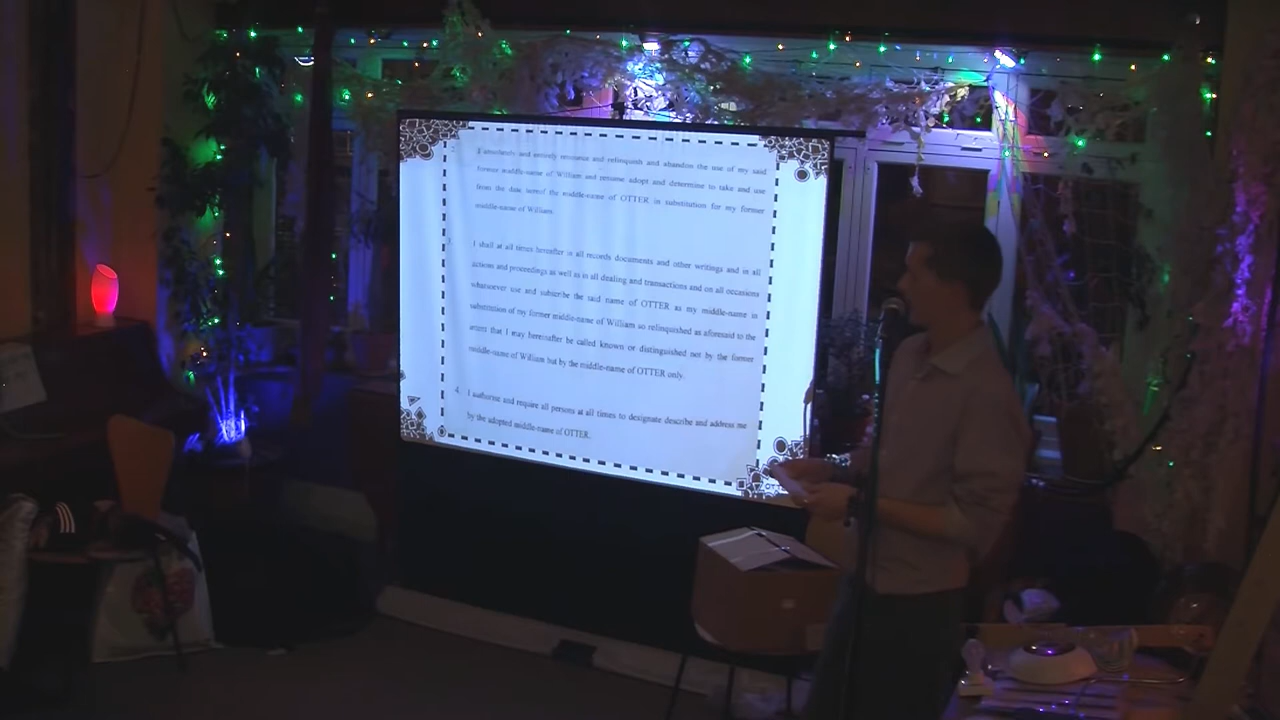 I absolutely and entirely renounce and relinquish and abandon the use of my said
former middle-name of William and assume adopt and determine to take and use
from the date hereof the middle-name of OTTER in substitution for my former
middle-name of William.
3. I shall at all times hereafter in all records documents and other writings and in all
actions and proceedings as well as in all dealing and transactions and on all occasions
whatsoever use and subscribe the said name of OTTER as my middle-name in
substitution of my former middle-name of William so relinquished as aforesaid to the
intent that I may hereafter be called known or distinguished not by the former
middle-name of William but by the middle-name of OTTER only.
4. I authorise and require all persons at all times to designate describe and address me
by the adopted middle-name of OTTER.